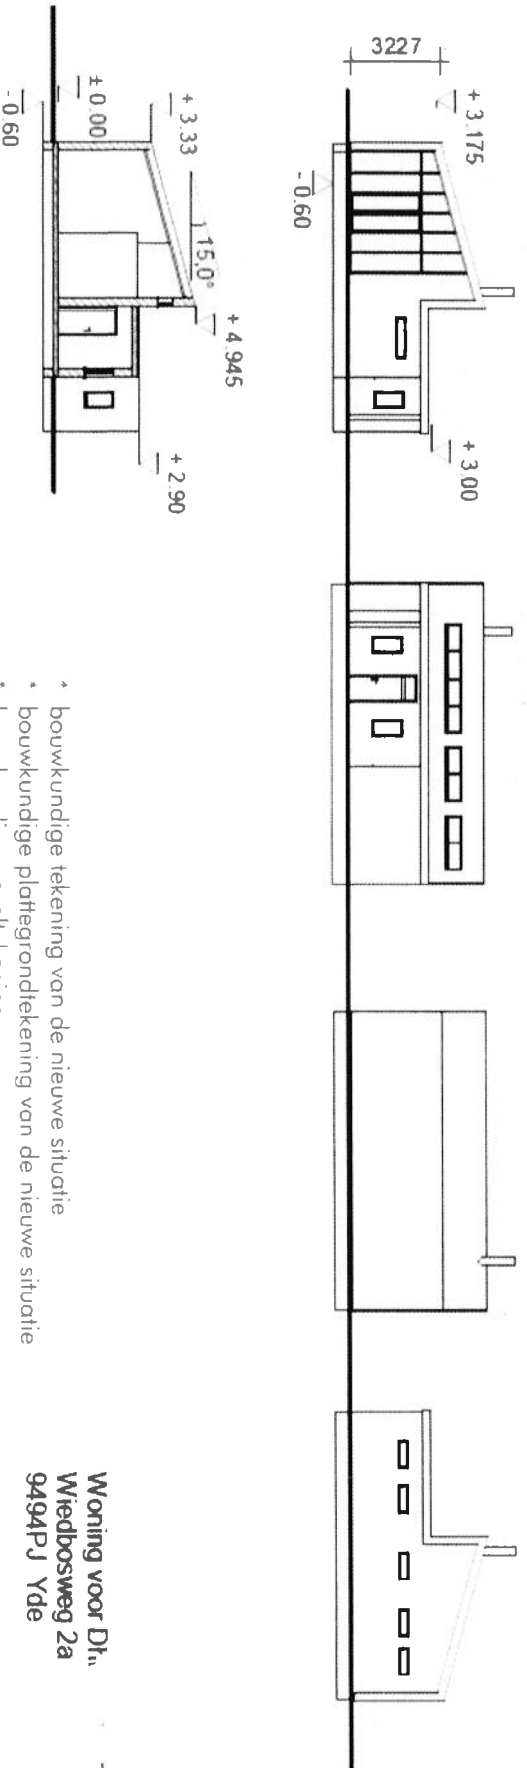 3227
+ 3.175
- 0.60
+ 3.00
± 0.00
+ 3.33
15,0°
+ 4.945
+ 2.90
- 0.60
* bouwkundige tekening van de nieuwe situatie
* bouwkundige plattegrondtekening van de nieuwe situatie
*
Woning voor
Wiedbosweg 2a
9494PJ Yde